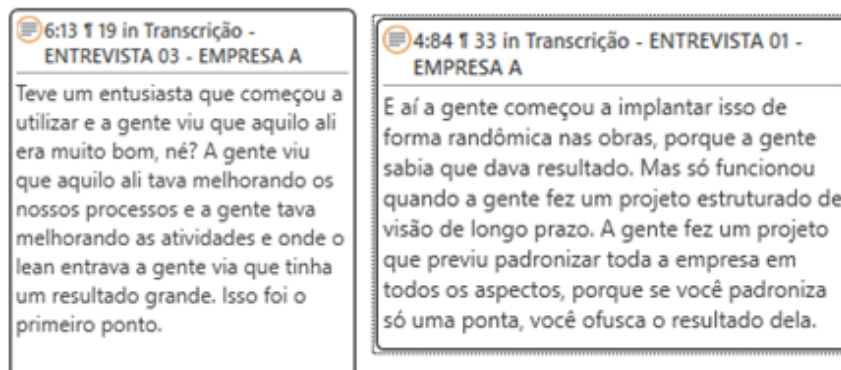 6:13 ¶ 19 in Transcrição -
ENTREVISTA 03 - EMPRESA A
Teve um entusiasta que começou a
utilizar e a gente viu que aquilo ali
era muito bom, né? A gente viu
que aquilo ali tava melhorando os
nossos processos e a gente tava
melhorando as atividades e onde o
lean entrava a gente via que tinha
um resultado grande. Isso foi o
primeiro ponto.
4:84 ¶ 33 in Transcrição - ENTREVISTA 01 -
EMPRESA A
E aí a gente começou a implantar isso de
forma randômica nas obras, porque a gente
sabia que dava resultado. Mas só funcionou
quando a gente fez um projeto estruturado de
visão de longo prazo. A gente fez um projeto
que previu padronizar toda a empresa em
todos os aspectos, porque se você padroniza
só uma ponta, você ofusca o resultado dela.